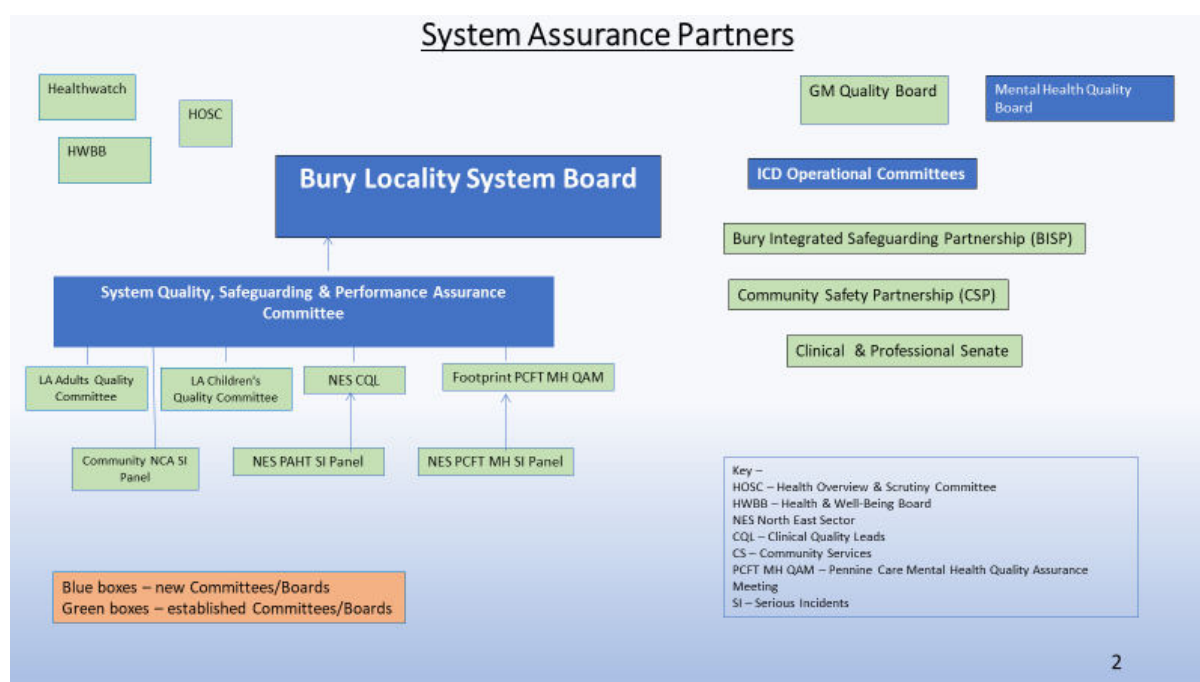 System Assurance Partners
Healthwatch
HOSC
HWBB
GM Quality Board
Mental Health Quality
Board
Bury Locality System Board
ICD Operational Committees
Bury Integrated Safeguarding Partnership (BISP)
System Quality, Safeguarding & Performance Assurance
Committee
Community Safety Partnership (CSP)
Clinical & Professional Senate
LA Adults Quality
Committee
LA Children's
Quality Committee
NES CQL
Footprint PCFT MH QAM
Community NCA SI
Panel
NES PAHT SI Panel
NES PCFT MH SI Panel
Key –
HOSC – Health Overview & Scrutiny Committee
HWBB – Health & Well-Being Board
NES North East Sector
CQL – Clinical Quality Leads
CS – Community Services
PCFT MH QAM – Pennine Care Mental Health Quality Assurance
Meeting
SI – Serious Incidents
Blue boxes – new Committees/Boards
Green boxes – established Committees/Boards
2